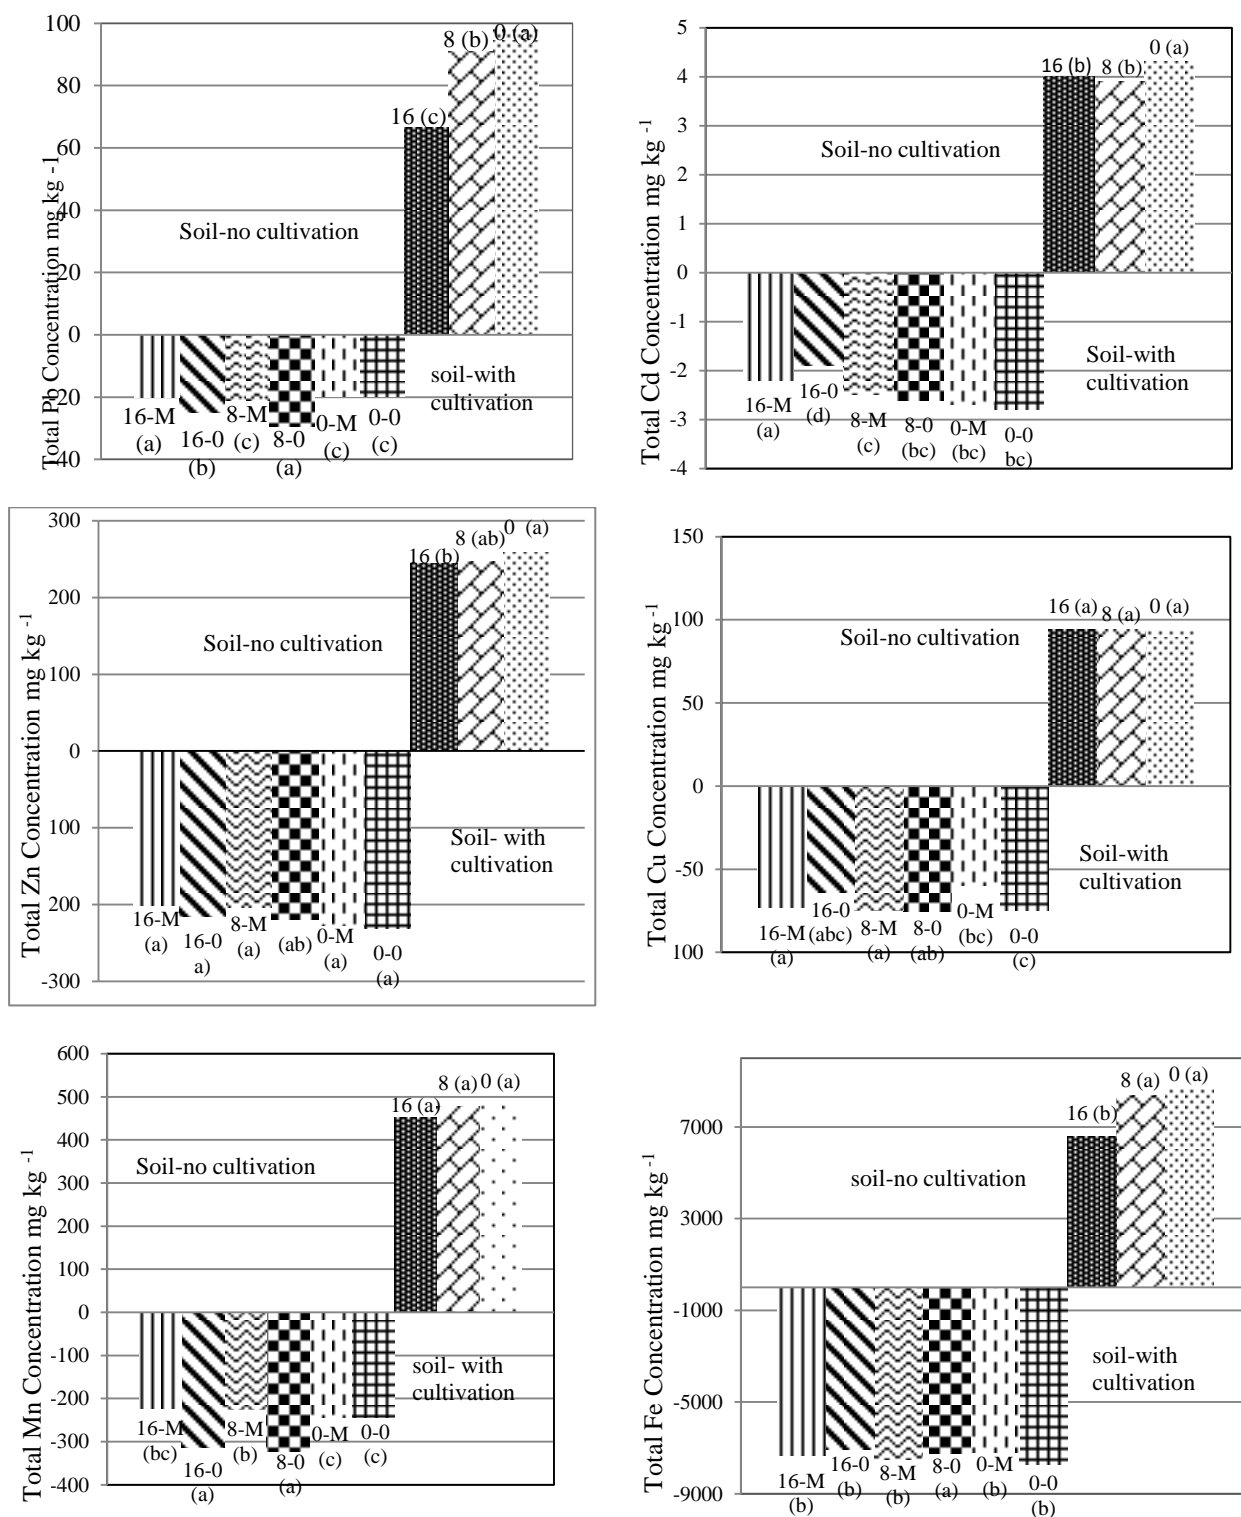 Total Pb Concentration mg kg -1
100
80
60
40
20
0
20
40
Soil-no cultivation
16 (c)
8 (b)
0 (a)
soil-with
cultivation
16-M
(a)
16-0
(b)
8-M
(c)
8-0
(a)
0-M
(c)
0-0
(c)
Total Cd Concentration mg kg -1
5
4
3
2
1
0
-1
-2
-3
-4
Soil-no cultivation
16 (b)
8 (b)
0 (a)
Soil-with
cultivation
16-M
(a)
16-0
(d)
8-M
(c)
8-0
(bc)
0-M
(bc)
0-0
bc)
Total Zn Concentration mg kg -1
300
200
100
0
100
200
-300
Soil-no cultivation
16 (b)
8 (ab)
0 (a)
Soil- with
cultivation
16-M
(a)
16-0
a)
8-M
(a)
(ab)
0-M
(a)
0-0
(a)
Total Cu Concentration mg kg -1
150
100
50
0
-50
100
Soil-no cultivation
16 (a)
8 (a)
0 (a)
Soil-with
cultivation
16-M
(a)
16-0
(abc)
8-M
(a)
8-0
(ab)
0-M
(bc)
0-0
(c)
Total Mn Concentration mg kg -1
600
500
400
300
200
100
0
-100
-200
-300
-400
Soil-no cultivation
16 (a)
8 (a)
0 (a)
soil- with
cultivation
16-M
(bc)
16-0
(a)
8-M
(b)
8-0
(a)
0-M
(c)
0-0
(c)
Total Fe Concentration mg kg -1
7000
3000
-1000
-5000
-9000
soil-no cultivation
16 (b)
8 (a)
0 (a)
soil-with
cultivation
16-M
(b)
16-0
(b)
8-M
(b)
8-0
(a)
0-M
(b)
0-0
(b)